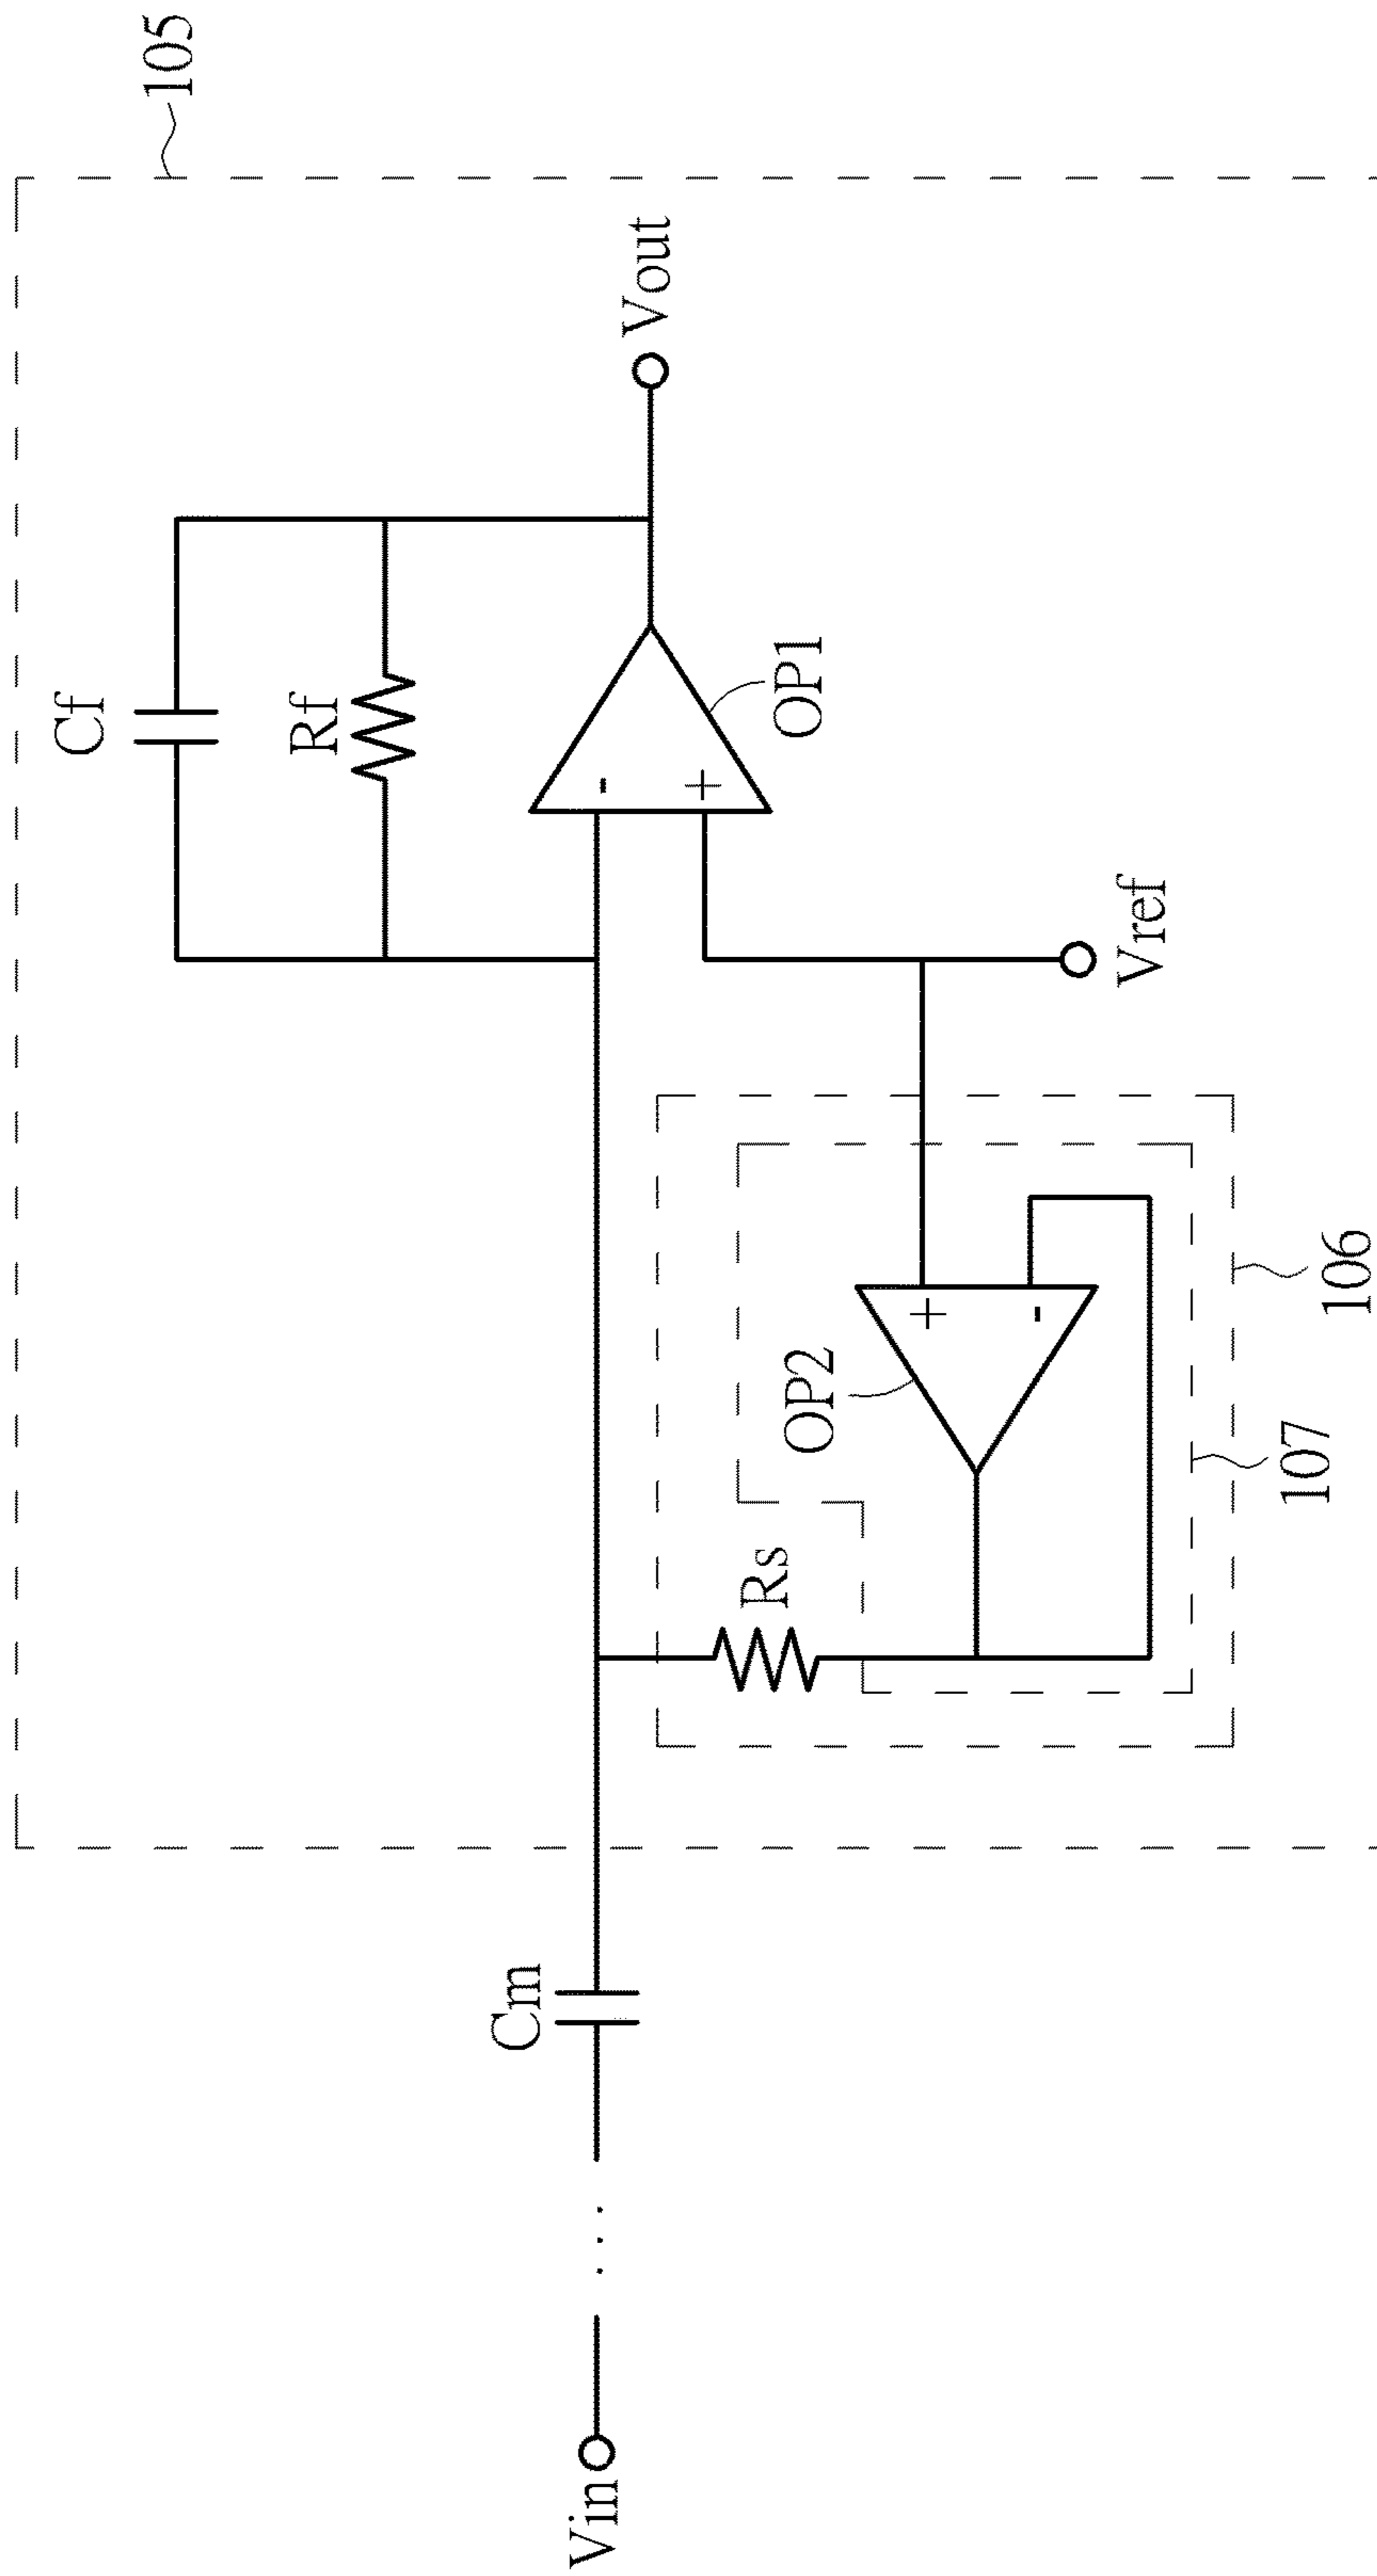 105
Cf
Rf
Vout
-
+
OP1
Vref
Cm
Vin
Rs
OP2
+
-
106
107